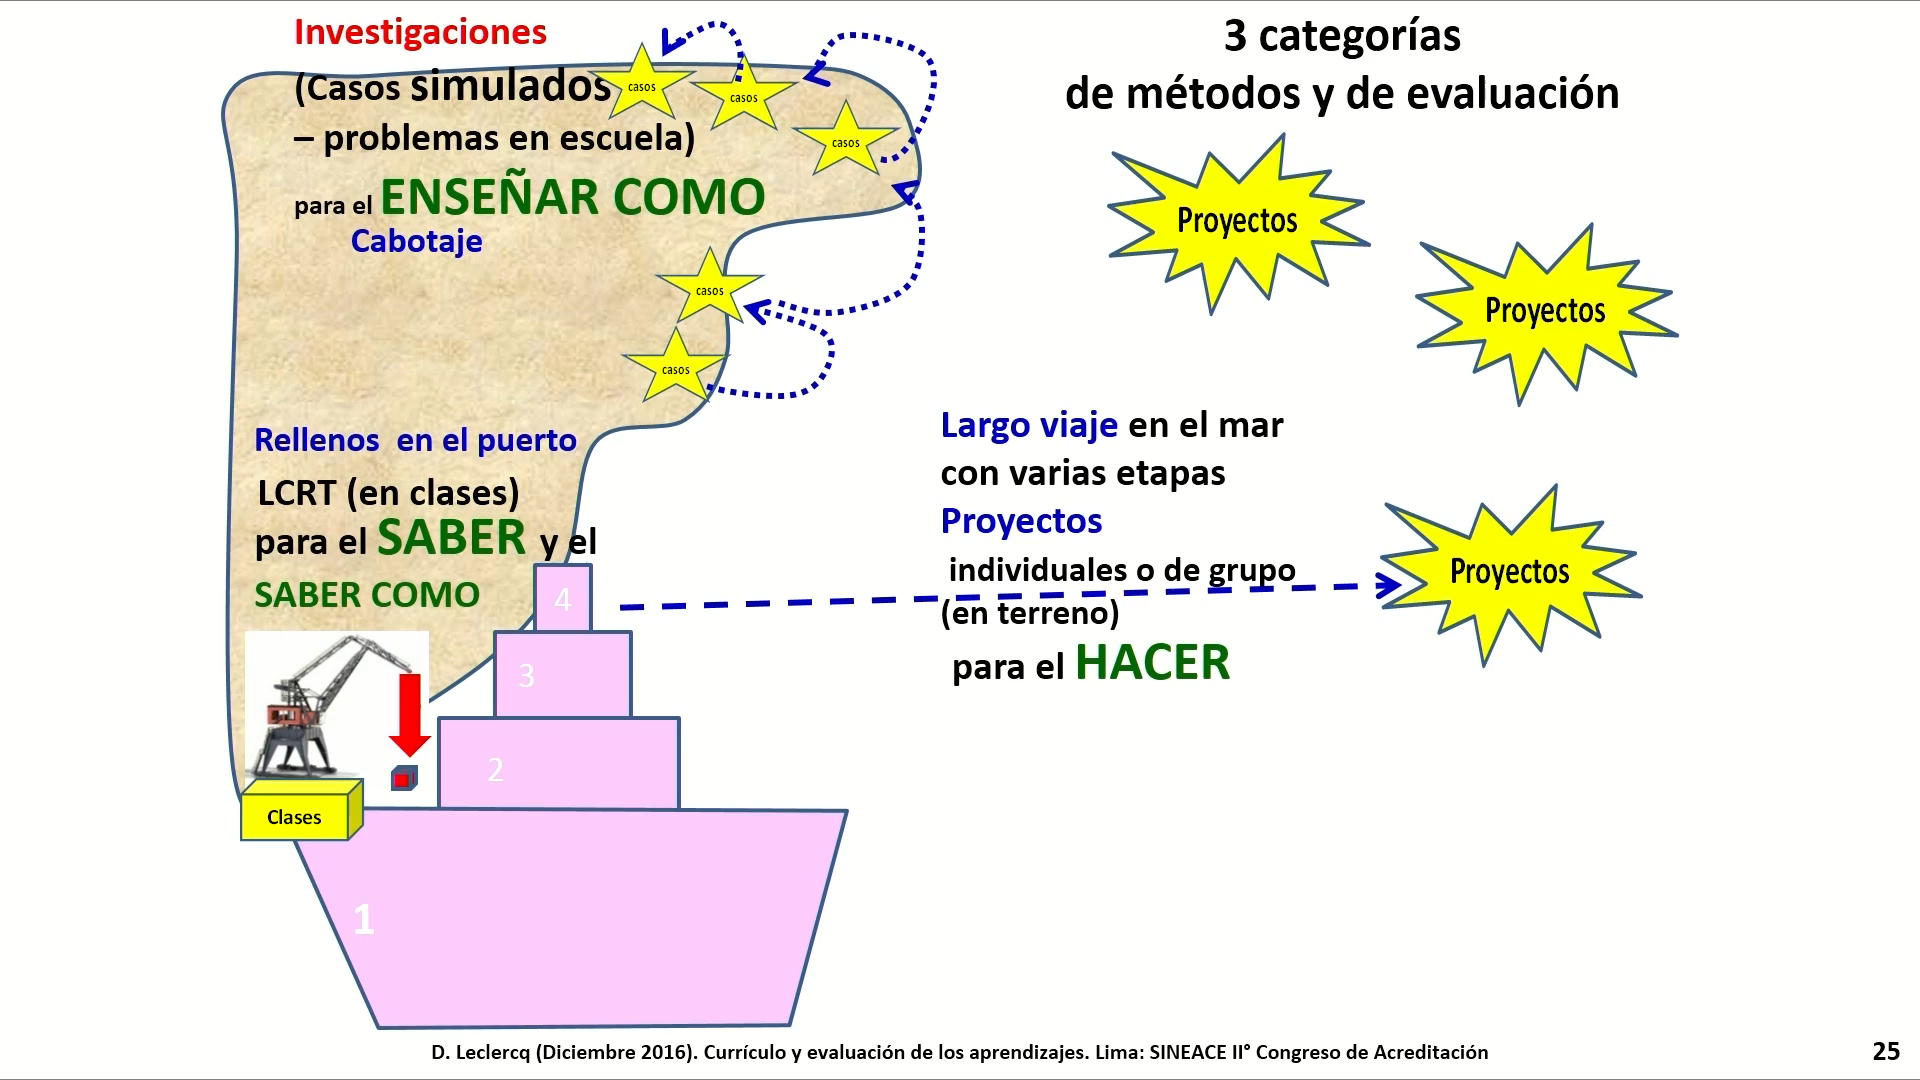 3 categorías
de métodos y de evaluación
Investigaciones
(Casos simulados
– problemas en escuela)
para el ENSEÑAR COMO
Cabotaje
casos
casos
casos
casos
casos
Proyectos
Proyectos
Proyectos
Rellenos en el puerto
LCRT (en clases)
para el SABER y el
SABER COMO
Largo viaje en el mar
con varias etapas
Proyectos
individuales o de grupo
(en terreno)
para el HACER
4
3
2
Clases
1
D. Leclercq (Diciembre 2016). Currículo y evaluación de los aprendizajes. Lima: SINEACE II° Congreso de Acreditación
25